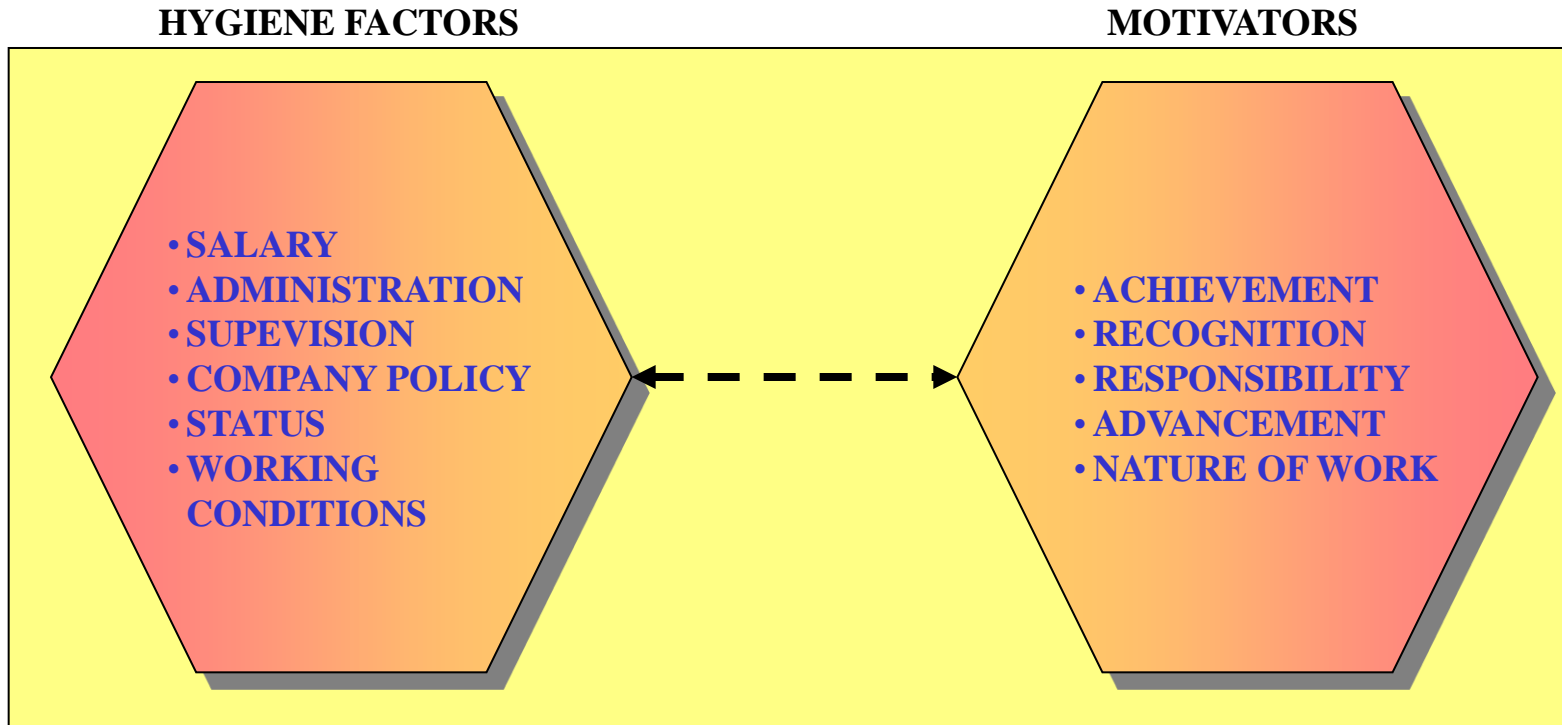 HYGIENE FACTORS
MOTIVATORS
• SALARY
• ADMINISTRATION
• SUPEVISION
• COMPANY POLICY
• STATUS
• WORKING
CONDITIONS
• ACHIEVEMENT
• RECOGNITION
• RESPONSIBILITY
• ADVANCEMENT
• NATURE OF WORK